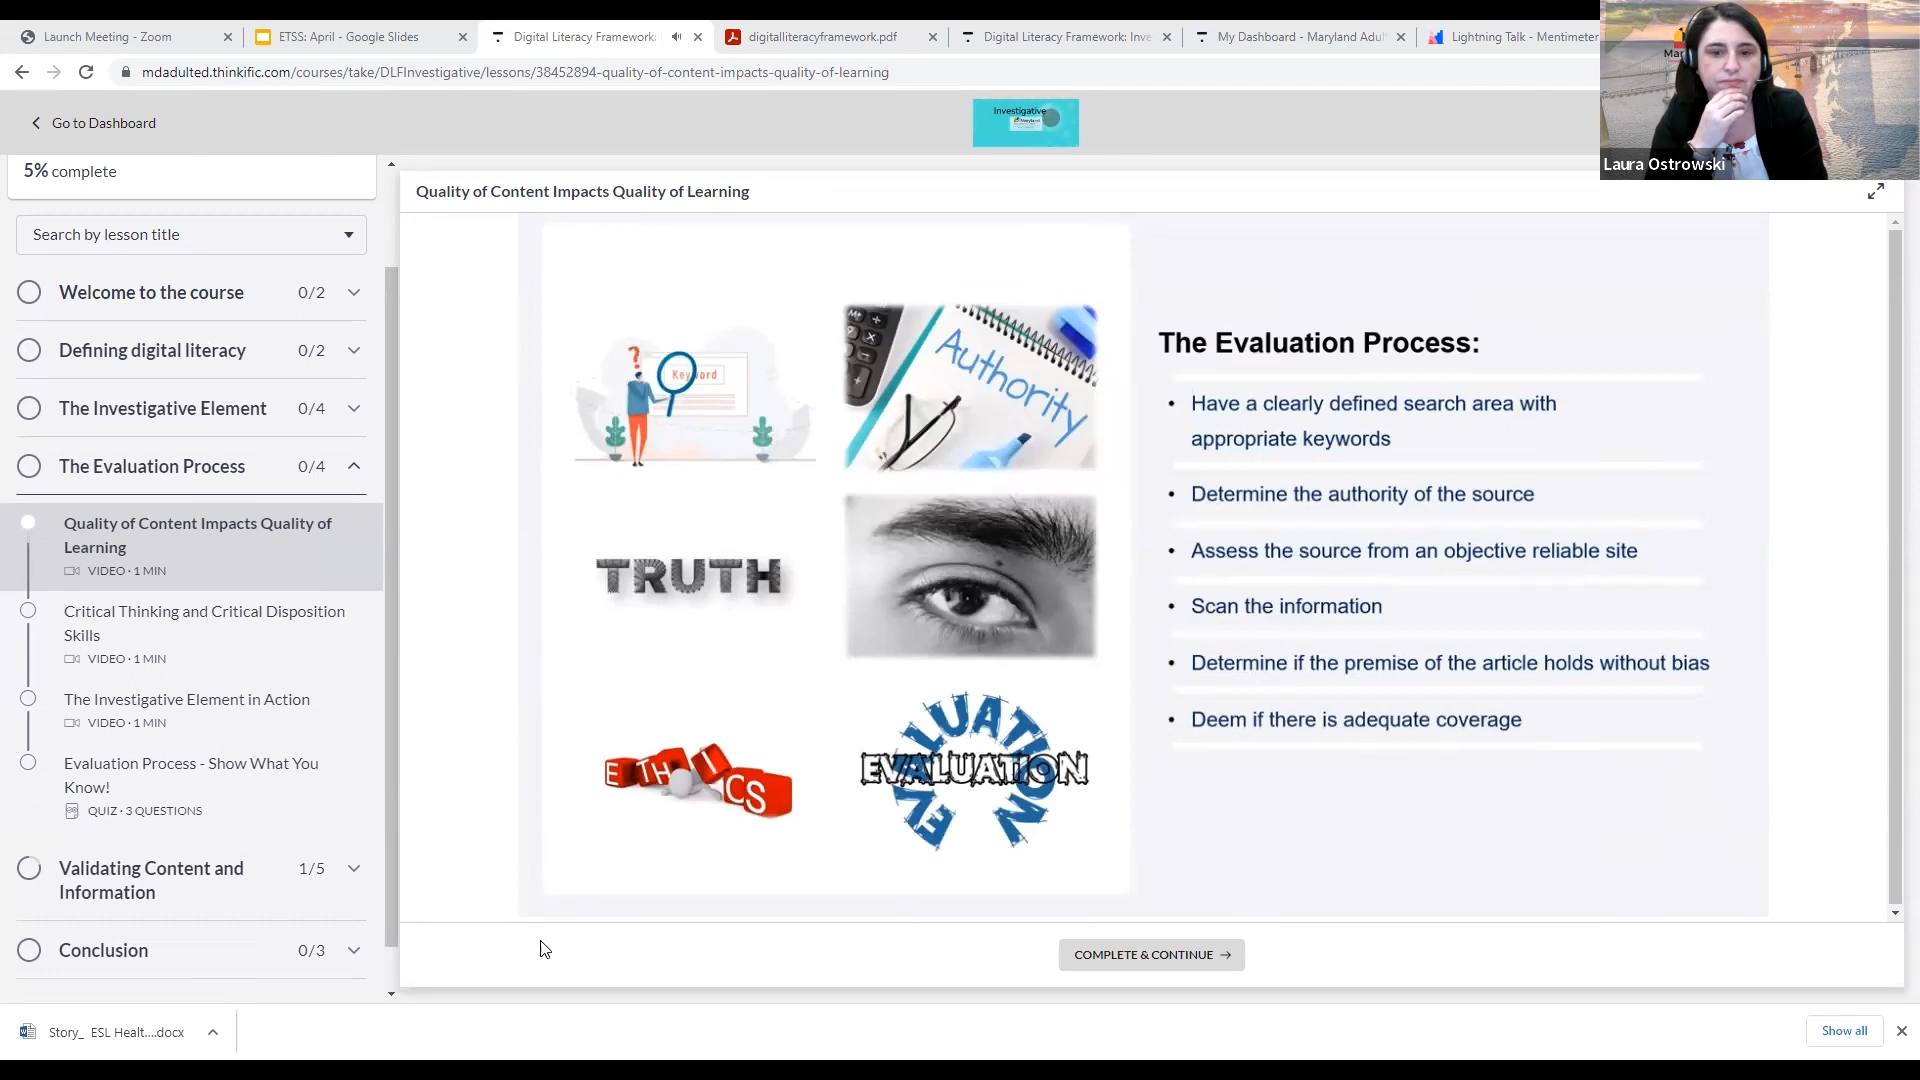 Launch Meeting - Zoom
ETSS: April - Google Slides
Digital Literacy Framework:
digitalliteracyframework.pdf
Digital Literacy Framework: Inve
My Dashboard - Maryland Adul
Lightning Talk - Mentimeter
mdadulted.thinkific.com/courses/take/DLFInvestigative/lessons/38452894-quality-of-content-impacts-quality-of-learning
Go to Dashboard
Investigative
Maryland
Laura Ostrowski
5% complete
Search by lesson title
Welcome to the course 0/2
Defining digital literacy 0/2
The Investigative Element 0/4
The Evaluation Process 0/4
Quality of Content Impacts Quality of
Learning
VIDEO · 1 MIN
Critical Thinking and Critical Disposition
Skills
VIDEO · 1 MIN
The Investigative Element in Action
VIDEO · 1 MIN
Evaluation Process - Show What You
Know!
QUIZ · 3 QUESTIONS
Validating Content and
Information
1/5
Conclusion 0/3
Quality of Content Impacts Quality of Learning
?
Keyword
M+
+
X
+
Authority
TRUTH
ETHICS
EVALUATION
EVALUATION
The Evaluation Process:
• Have a clearly defined search area with
appropriate keywords
• Determine the authority of the source
• Assess the source from an objective reliable site
• Scan the information
• Determine if the premise of the article holds without bias
• Deem if there is adequate coverage
COMPLETE & CONTINUE →
Story_ ESL Healt....docx
Show all